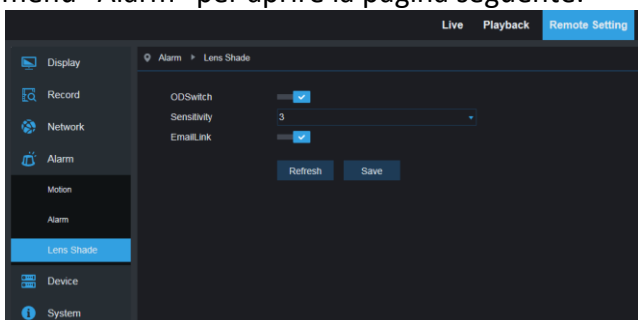 menu "Alarm" per aprire la pagina seguente:
Live Playback Remote Setting
Display
Alarm Lens Shade
Record
ODSwitch
Sensitivity 3
Network
EmailLink
Alarm
Refresh Save
Motion
Alarm
Lens Shade
Device
System